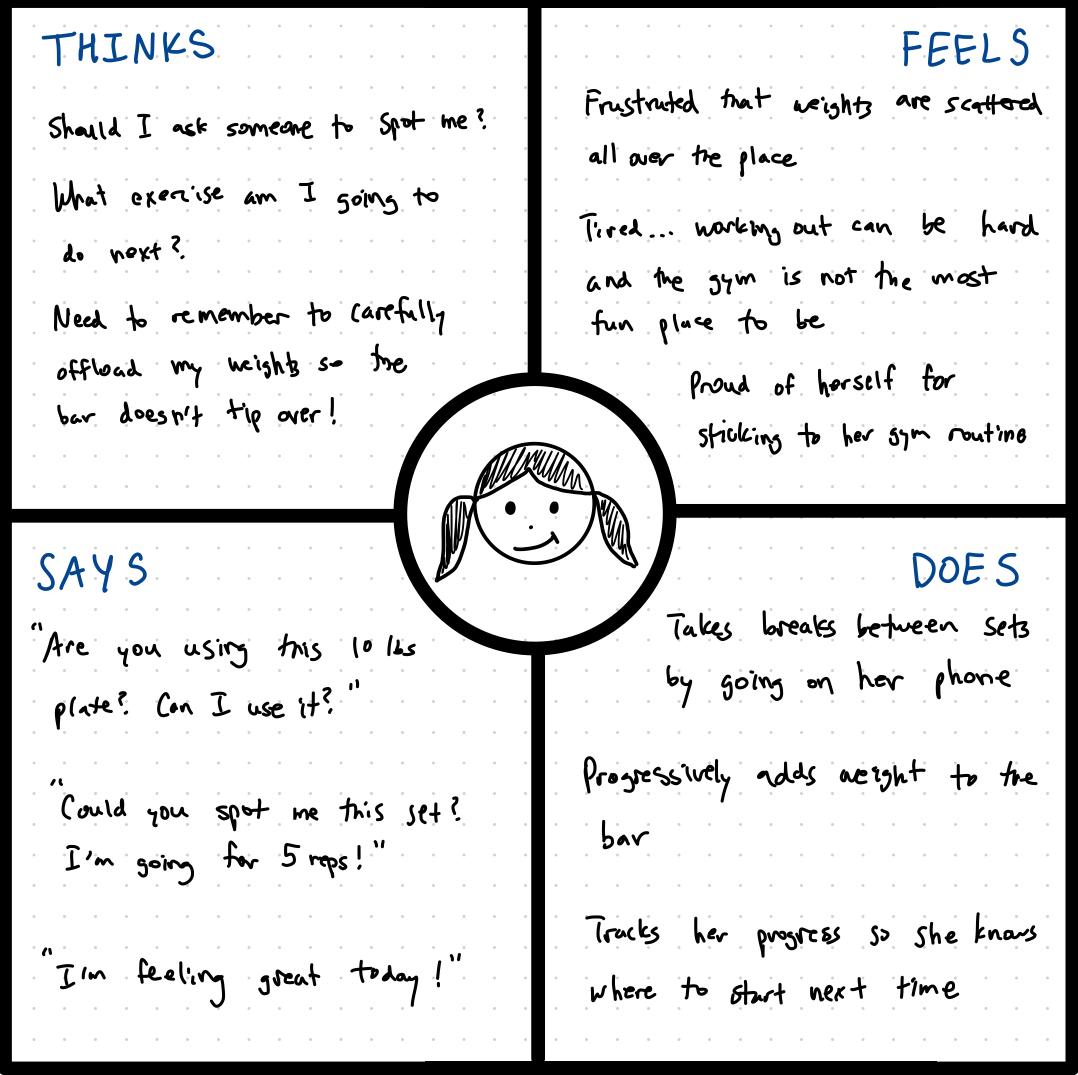 THINKS
Should I ask someone to spot me?
What exercise am I going to
do next?
Need to remember to carefully
offload my weights so the
bar doesn't tip over!
FEELS
Frustrated that weights are scattered
all over the place
Tired... working out can be hard
and the gym is not the most
fun place to be
Proud of herself for
sticking to her gym routine
SAYS
"Are you using this 10 lbs
plate? Can I use it?"
"Could you spot me this set?
I'm going for 5 reps!"
"I'm feeling great today!"
DOES
Takes breaks between sets
by going on her phone
Progressively adds weight to the
bar
Tracks her progress so she knows
where to start next time